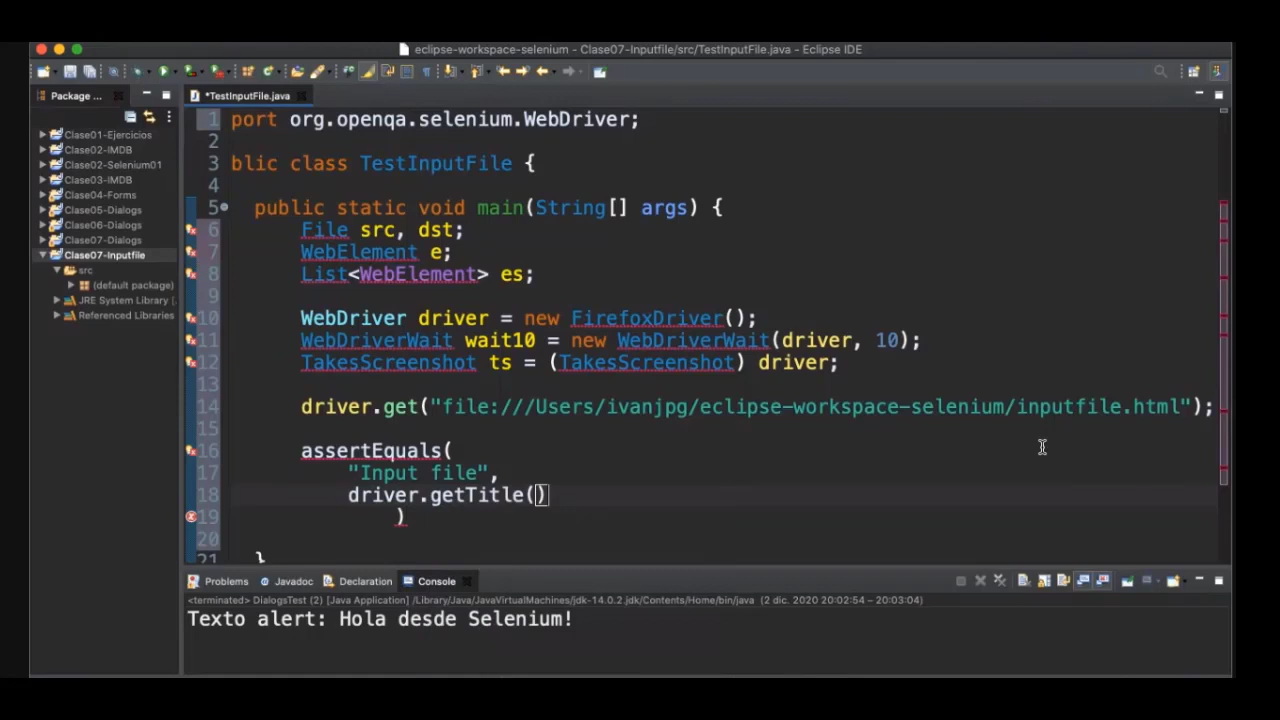 eclipse-workspace-selenium - Clase07-Inputfile/src/TestInputFile.java - Eclipse IDE
Package ...
*TestInputFile.java
Clase01-Ejercicios
Clase02-IMDB
Clase02-Selenium01
Clase03-IMDB
Clase04-Forms
Clase05-Dialogs
Clase06-Dialogs
Clase07-Dialogs
Clase07-Inputfile
src
(default package)
JRE System Library [
Referenced Libraries
1 port org.openqa.selenium.WebDriver;
2
3 blic class TestInputFile {
4
5 public static void main(String[] args) {
6 File src, dst;
7 WebElement e;
8 List<WebElement> es;
9
10 WebDriver driver = new FirefoxDriver();
11 WebDriverWait wait10 = new WebDriverWait(driver, 10);
12 TakesScreenshot ts = (TakesScreenshot) driver;
13
14 driver.get("file:///Users/ivanjpg/eclipse-workspace-selenium/inputfile.html");
15
16 assertEquals(
17 "Input file",
18 driver.getTitle()
19 )
20
21 }
Problems Javadoc Declaration Console
<terminated> DialogsTest (2) [Java Application] /Library/Java/JavaVirtualMachines/jdk-14.0.2.jdk/Contents/Home/bin/java (2 dic. 2020 20:02:54 – 20:03:04)
Texto alert: Hola desde Selenium!